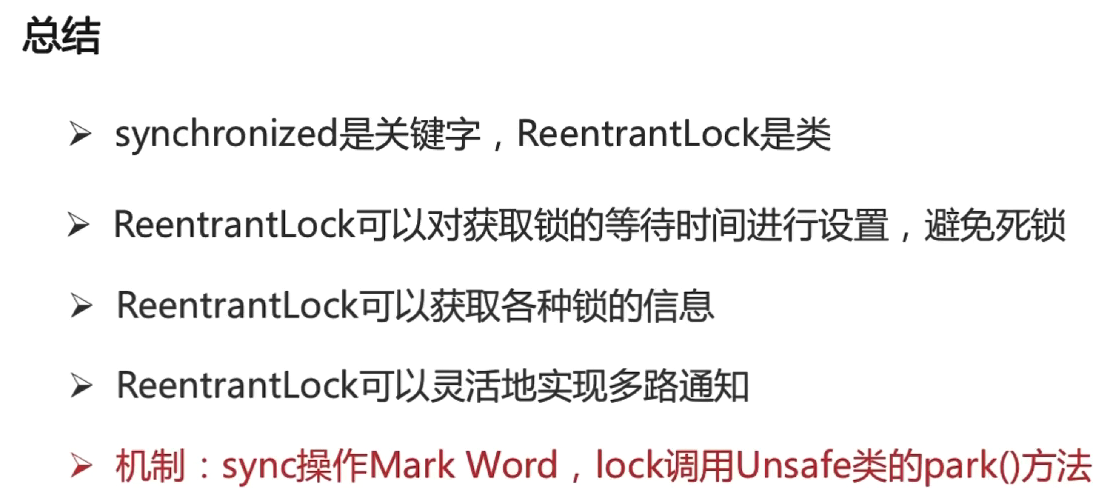 总结
➢ synchronized是关键字，ReentrantLock是类
➢ ReentrantLock可以对获取锁的等待时间进行设置，避免死锁
➢ ReentrantLock可以获取各种锁的信息
➢ ReentrantLock可以灵活地实现多路通知
➢ 机制：sync操作Mark Word，lock调用Unsafe类的park()方法